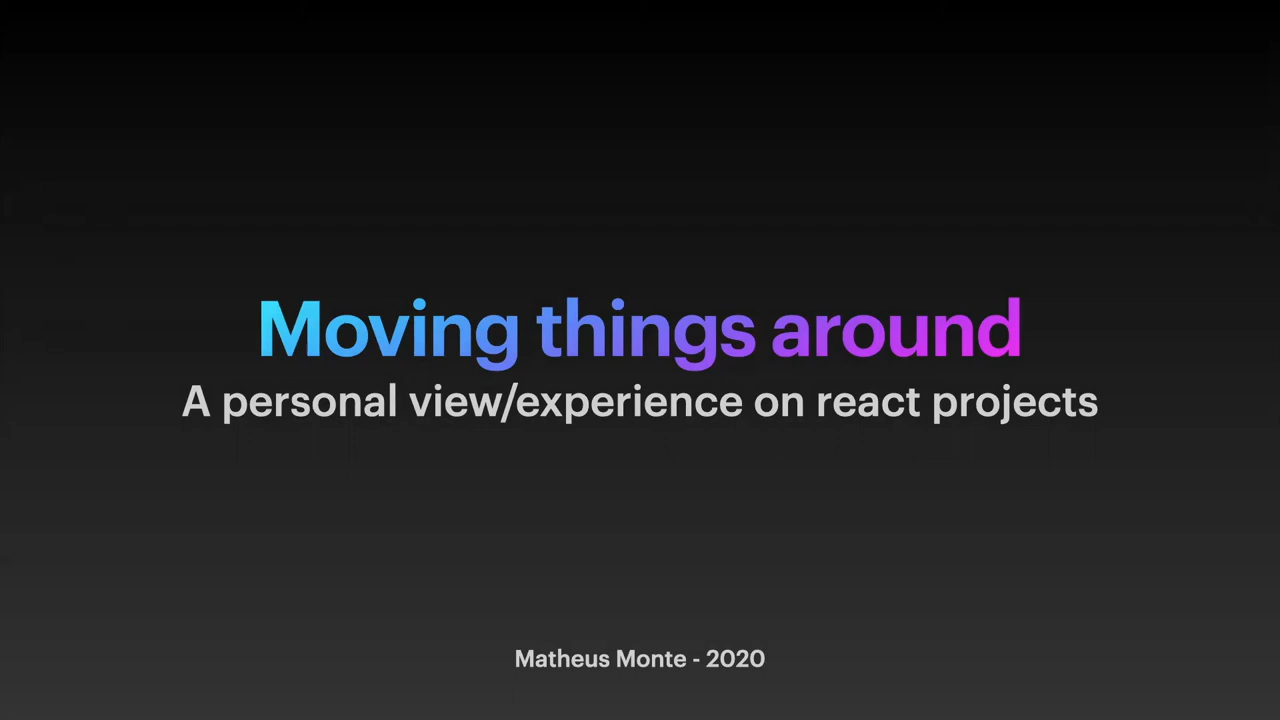 Moving things around
A personal view/experience on react projects
Matheus Monte - 2020